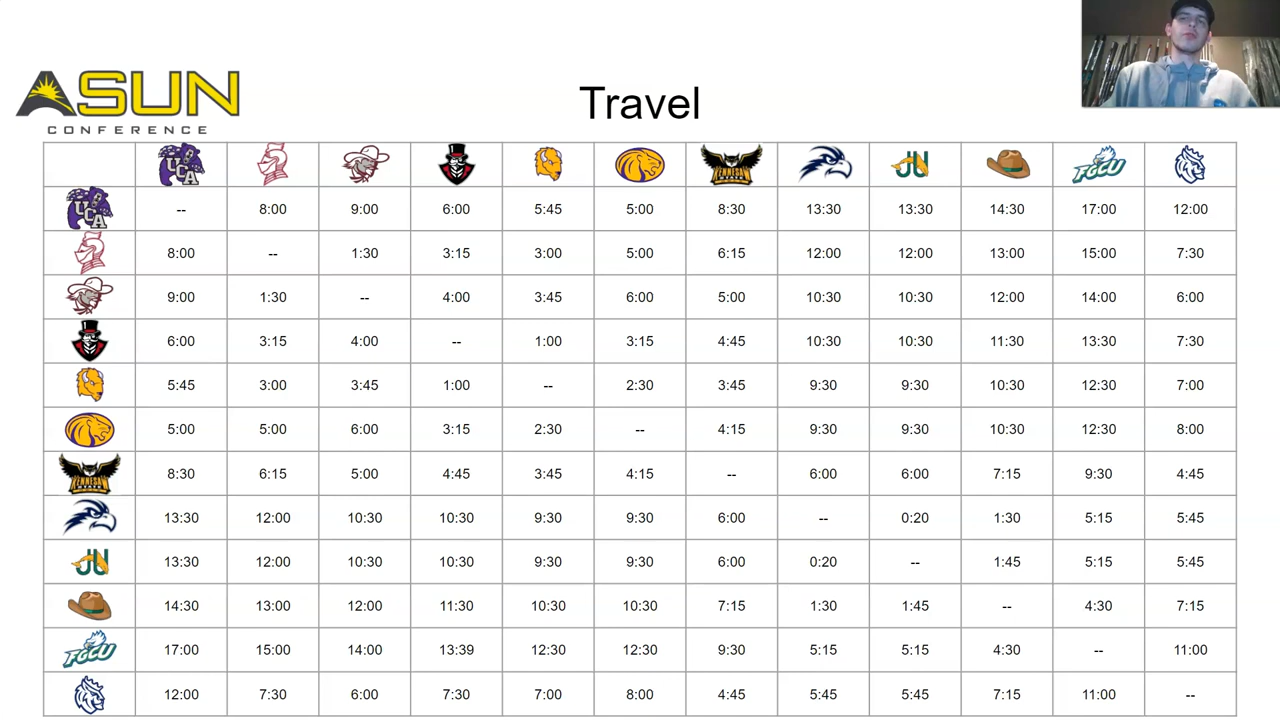 ASUN
CONFERENCE
Travel
UCA JU FGCU
KENNESAW
STATE
UCA -- 8:00 9:00 6:00 5:45 5:00 8:30 13:30 13:30 14:30 17:00 12:00
8:00 -- 1:30 3:15 3:00 5:00 6:15 12:00 12:00 13:00 15:00 7:30
9:00 1:30 -- 4:00 3:45 6:00 5:00 10:30 10:30 12:00 14:00 6:00
6:00 3:15 4:00 -- 1:00 3:15 4:45 10:30 10:30 11:30 13:30 7:30
5:45 3:00 3:45 1:00 -- 2:30 3:45 9:30 9:30 10:30 12:30 7:00
5:00 5:00 6:00 3:15 2:30 -- 4:15 9:30 9:30 10:30 12:30 8:00
KENNESAW
STATE
8:30 6:15 5:00 4:45 3:45 4:15 -- 6:00 6:00 7:15 9:30 4:45
13:30 12:00 10:30 10:30 9:30 9:30 6:00 -- 0:20 1:30 5:15 5:45
JU 13:30 12:00 10:30 10:30 9:30 9:30 6:00 0:20 -- 1:45 5:15 5:45
14:30 13:00 12:00 11:30 10:30 10:30 7:15 1:30 1:45 -- 4:30 7:15
FGCU 17:00 15:00 14:00 13:39 12:30 12:30 9:30 5:15 5:15 4:30 -- 11:00
12:00 7:30 6:00 7:30 7:00 8:00 4:45 5:45 5:45 7:15 11:00 --